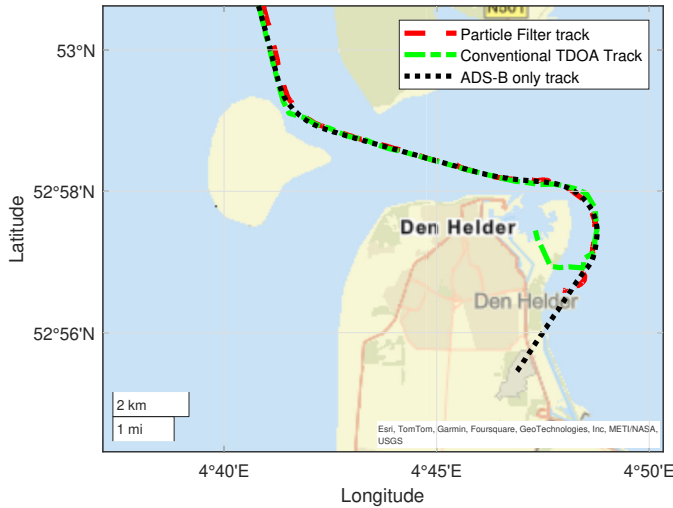 N501
53°N
52°58'N
52°56'N
Latitude
Particle Filter track
Conventional TDOA Track
ADS-B only track
Den Helder
Den Helder
2 km
1 mi
Esri, TomTom, Garmin, Foursquare, GeoTechnologies, Inc, METI/NASA,
USGS
4°40'E
4°45'E
4°50'E
Longitude